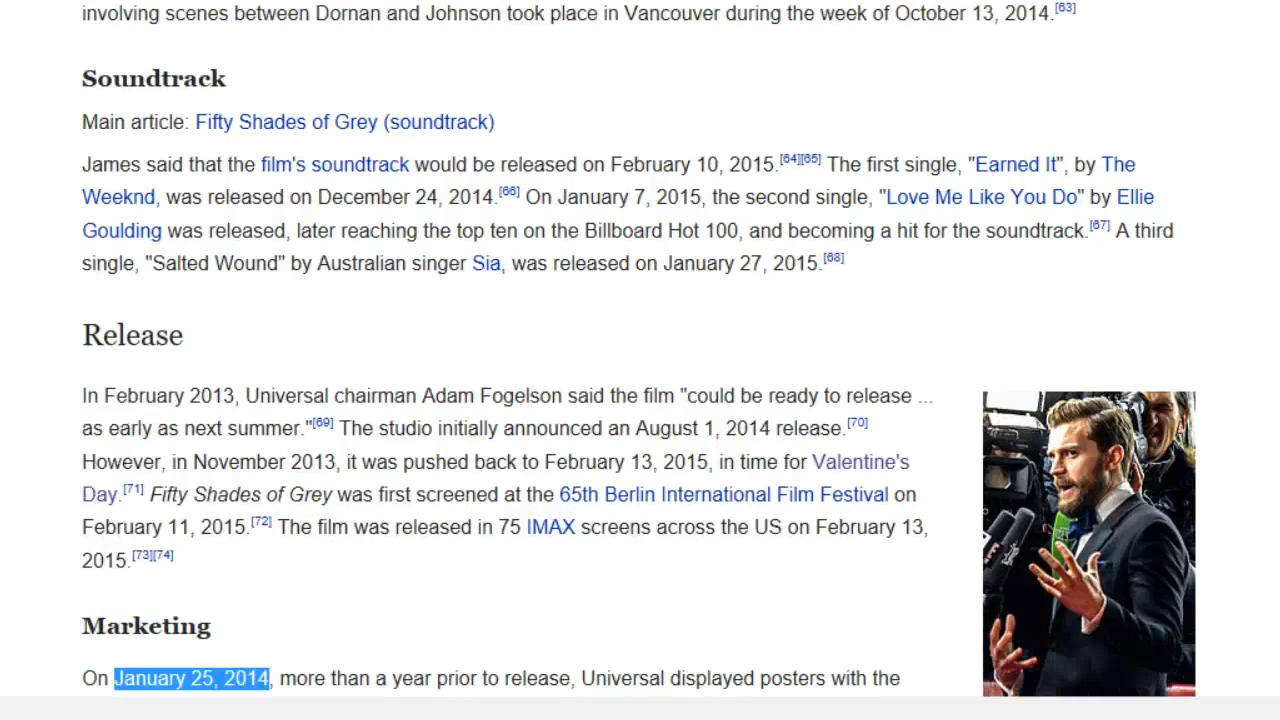 involving scenes between Dornan and Johnson took place in Vancouver during the week of October 13, 2014.[63]
Soundtrack
Main article: Fifty Shades of Grey (soundtrack)
James said that the film's soundtrack would be released on February 10, 2015.[64][65] The first single, "Earned It", by The
Weeknd, was released on December 24, 2014.[66] On January 7, 2015, the second single, "Love Me Like You Do" by Ellie
Goulding was released, later reaching the top ten on the Billboard Hot 100, and becoming a hit for the soundtrack.[67] A third
single, "Salted Wound" by Australian singer Sia, was released on January 27, 2015.[68]
Release
In February 2013, Universal chairman Adam Fogelson said the film "could be ready to release ...
as early as next summer."[69] The studio initially announced an August 1, 2014 release.[70]
However, in November 2013, it was pushed back to February 13, 2015, in time for Valentine's
Day.[71] Fifty Shades of Grey was first screened at the 65th Berlin International Film Festival on
February 11, 2015.[72] The film was released in 75 IMAX screens across the US on February 13,
2015.[73][74]
Marketing
On January 25, 2014, more than a year prior to release, Universal displayed posters with the